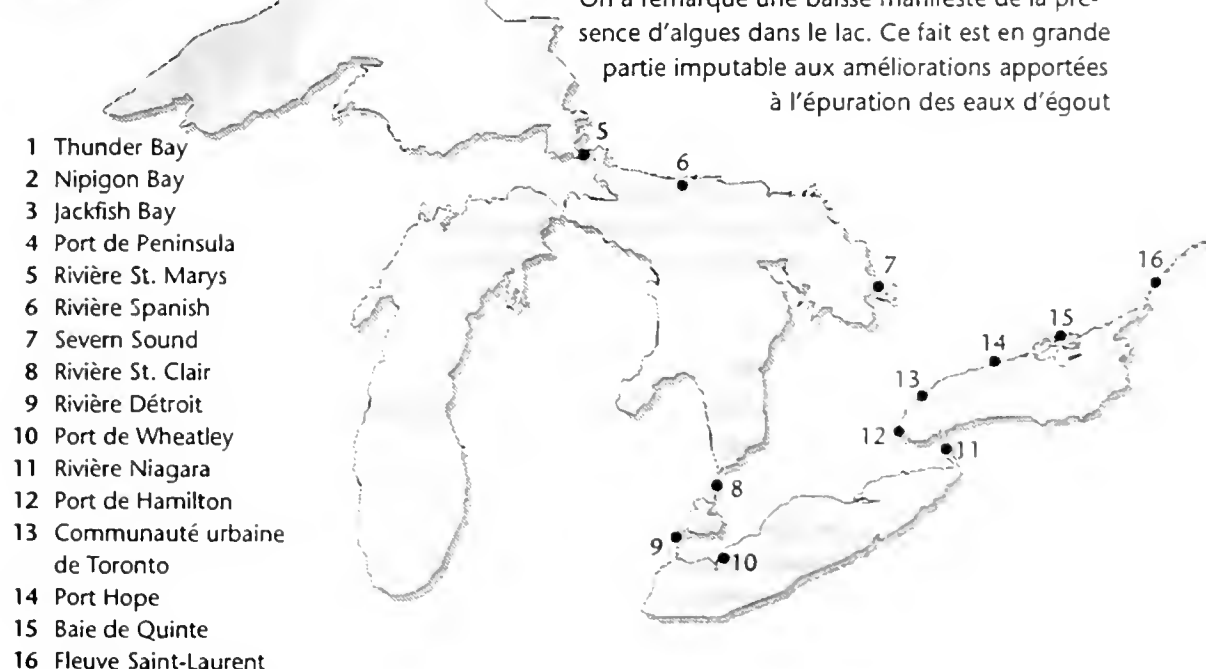 On a remarqué une baisse manifeste de la pré-
sence d'algues dans le lac. Ce fait est en grande
partie imputable aux améliorations apportées
à l'épuration des eaux d'égout
1 Thunder Bay
2 Nipigon Bay
3 Jackfish Bay
4 Port de Peninsula
5 Rivière St. Marys
6 Rivière Spanish
7 Severn Sound
8 Rivière St. Clair
9 Rivière Détroit
10 Port de Wheatley
11 Rivière Niagara
12 Port de Hamilton
13 Communauté urbaine
de Toronto
14 Port Hope
15 Baie de Quinte
16 Fleuve Saint-Laurent
5
6
7
16
15
14
13
12
11
8
9
10